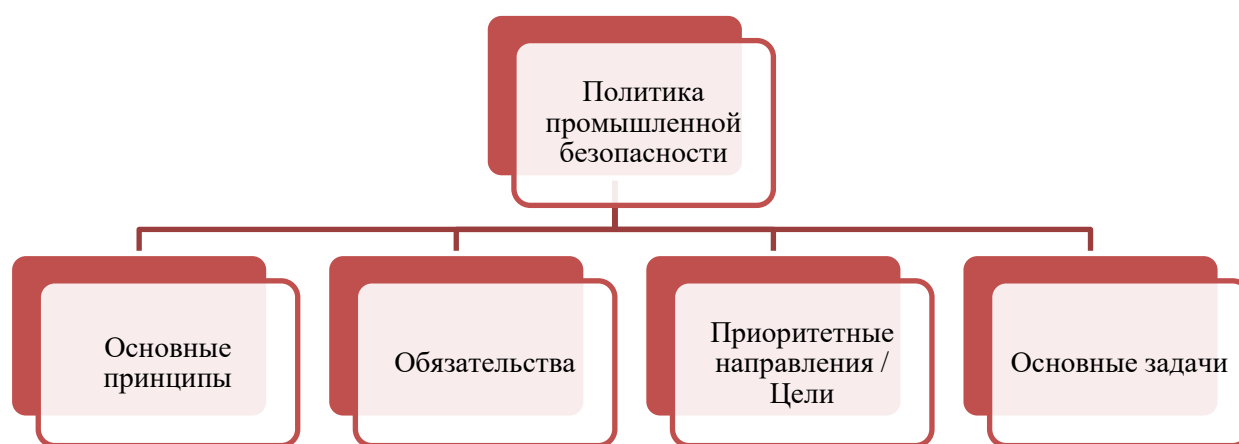 Политика
промышленной
безопасности
Основные
принципы
Обязательства
Приоритетные
направления /
Цели
Основные задачи